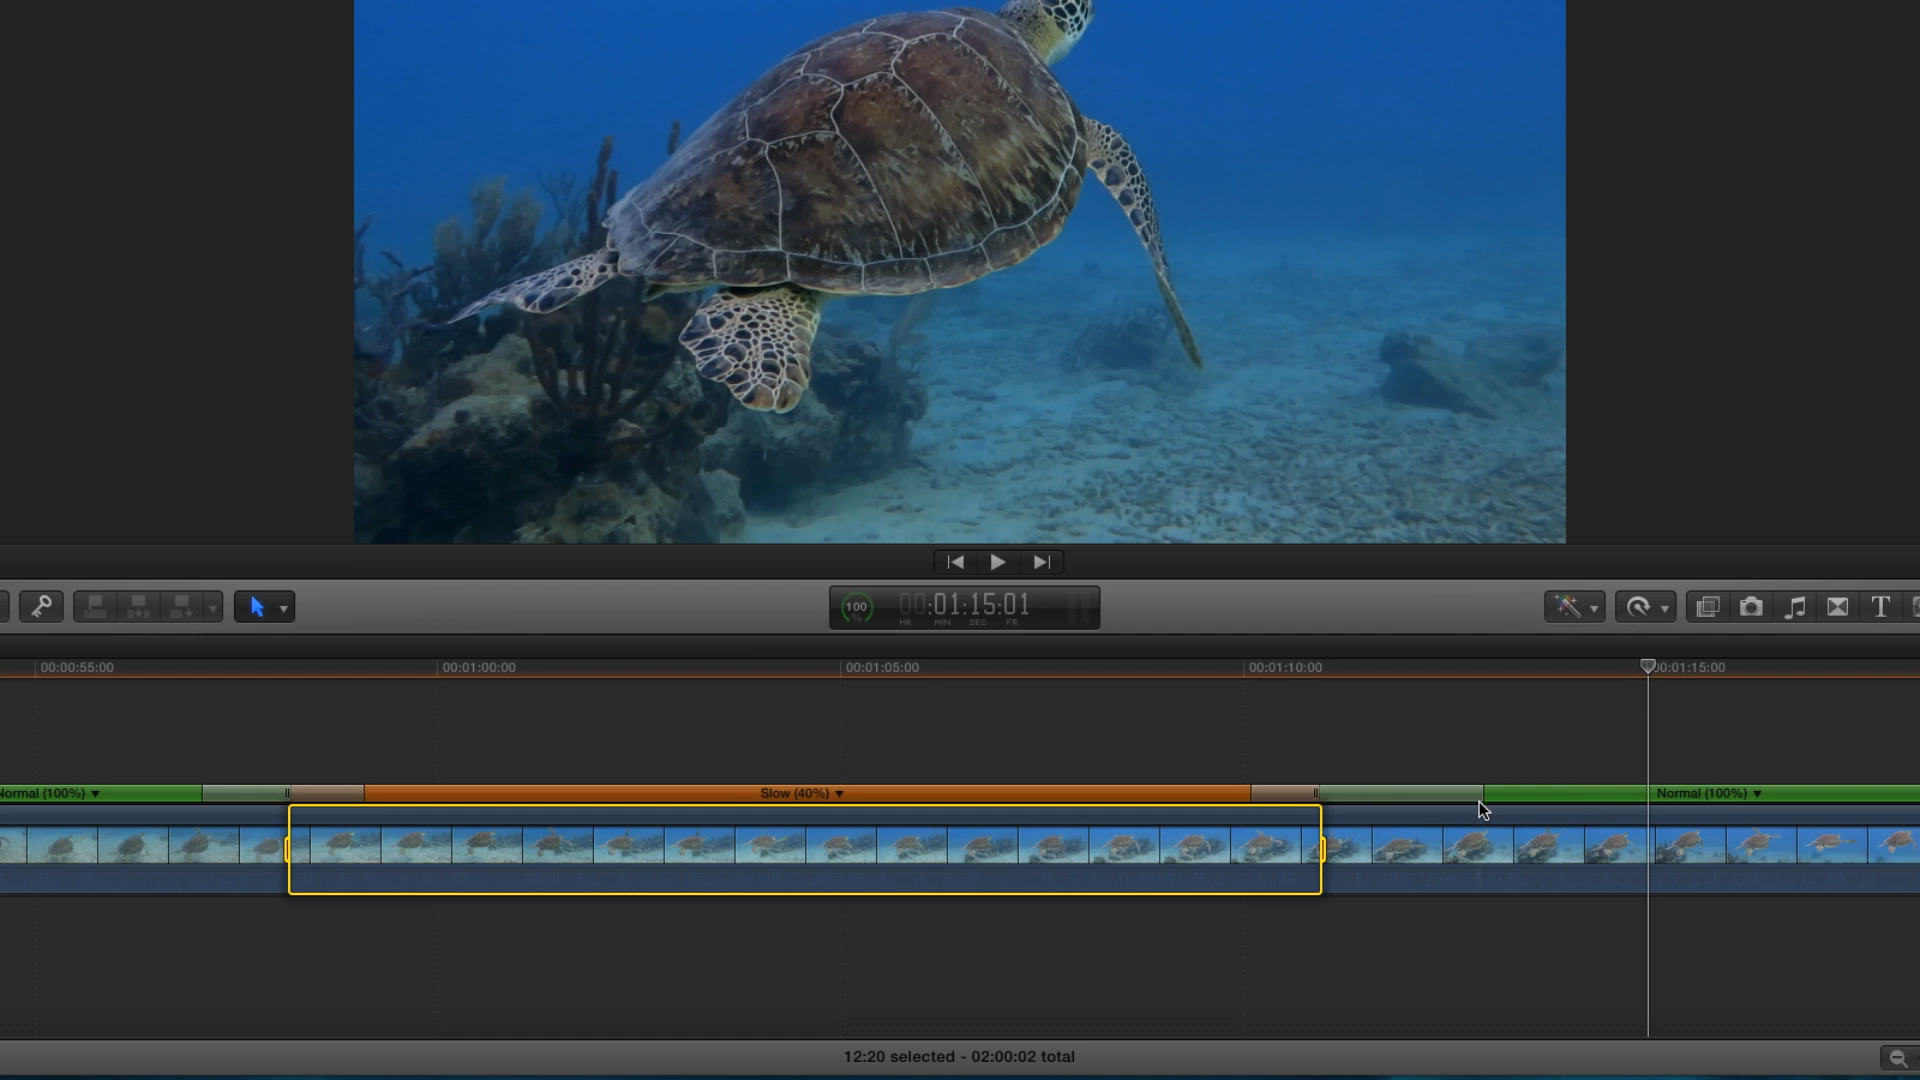 100 % 00:01:15:01
HR MIN SEC FR
T
00:00:55:00 00:01:00:00 00:01:05:00 00:01:10:00 00:01:15:00
Normal (100%) Slow (40%) Normal (100%)
12:20 selected - 02:00:02 total